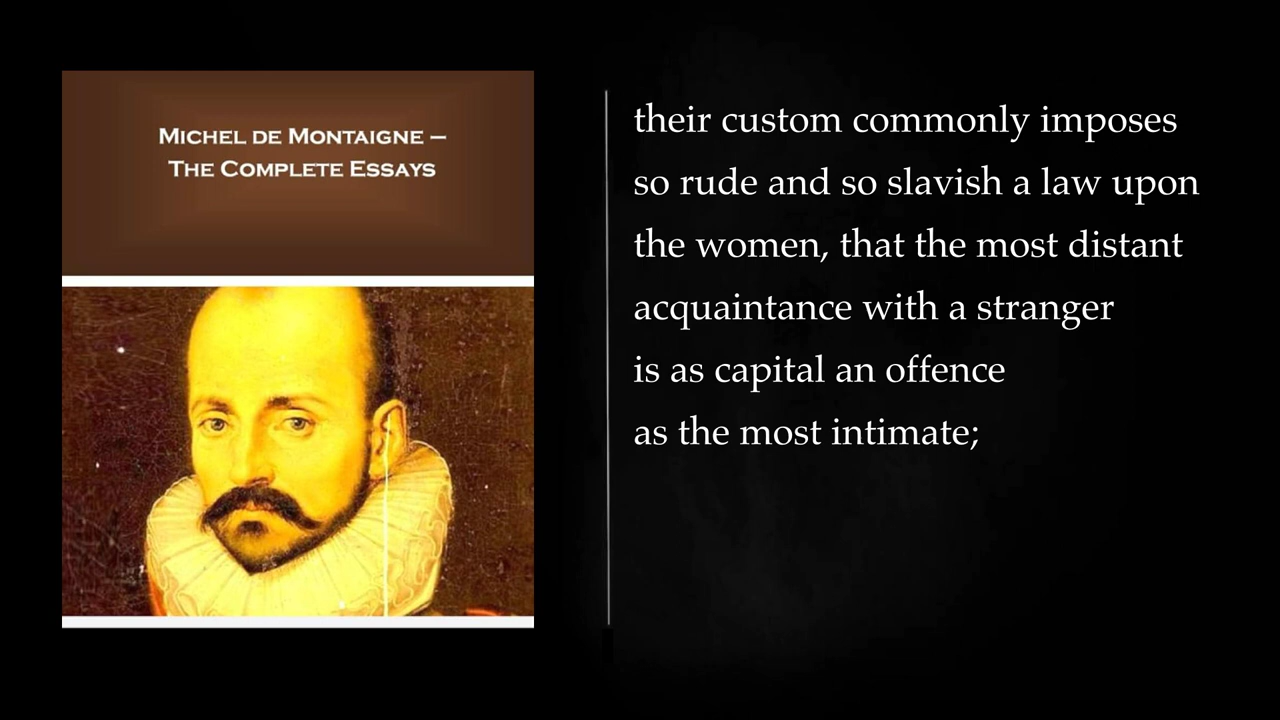 MICHEL DE MONTAIGNE –
THE COMPLETE ESSAYS
their custom commonly imposes
so rude and so slavish a law upon
the women, that the most distant
acquaintance with a stranger
is as capital an offence
as the most intimate;